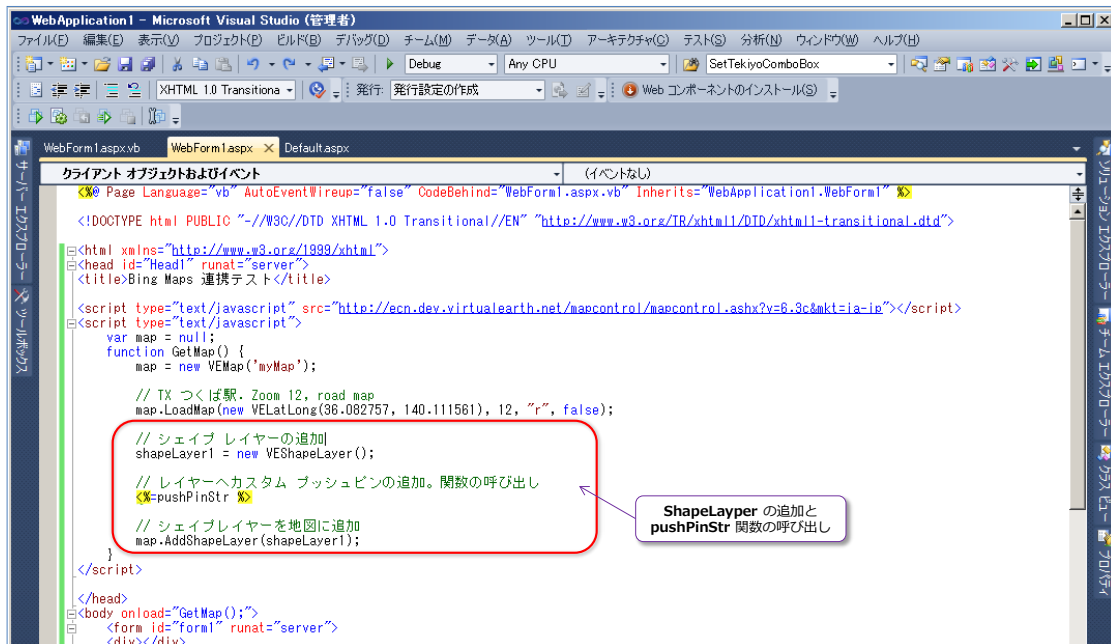 WebApplication1 - Microsoft Visual Studio (管理者)
ファイル(F) 編集(E) 表示(V) プロジェクト(P) ビルド(B) デバッグ(D) チーム(M) データ(A) ツール(T) アーキテクチャ(C) テスト(S) 分析(N) ウィンドウ(W) ヘルプ(H)
Debug Any CPU SetTekiyoComboBox
XHTML 1.0 Transitiona 発行: 発行設定の作成 Web コンポーネントのインストール(S)
WebForm1.aspx.vb WebForm1.aspx Default.aspx
クライアント オブジェクトおよびイベント (イベントなし)
<%@ Page Language="vb" AutoEventWireup="false" CodeBehind="WebForm1.aspx.vb" Inherits="WebApplication1.WebForm1" %>
<!DOCTYPE html PUBLIC "-//W3C//DTD XHTML 1.0 Transitional//EN" "http://www.w3.org/TR/xhtml1/DTD/xhtml1-transitional.dtd">
<html xmlns="http://www.w3.org/1999/xhtml">
<head id="Head1" runat="server">
<title>Bing Maps 連携テスト</title>
<script type="text/javascript" src="http://ecn.dev.virtualearth.net/mapcontrol/mapcontrol.ashx?v=6.3c&mkt=ja-jp"></script>
<script type="text/javascript">
var map = null;
function GetMap() {
map = new VEMap('myMap');
// TX つくば駅. Zoom 12, road map
map.LoadMap(new VELatLong(36.082757, 140.111561), 12, "r", false);
// シェイプ レイヤーの追加
shapeLayer1 = new VEShapeLayer();
// レイヤーへカスタム プッシュピンの追加。関数の呼び出し
<%=pushPinStr %>
// シェイプレイヤーを地図に追加
map.AddShapeLayer(shapeLayer1);
}
</script>
</head>
<body onload="GetMap();">
<form id="form1" runat="server">
<div></div>
ShapeLayper の追加と
pushPinStr 関数の呼び出し
サーバー エクスプローラー
ツールボックス
ソリューション エクスプローラー
チーム エクスプローラー
クラス ビュー
プロパティ